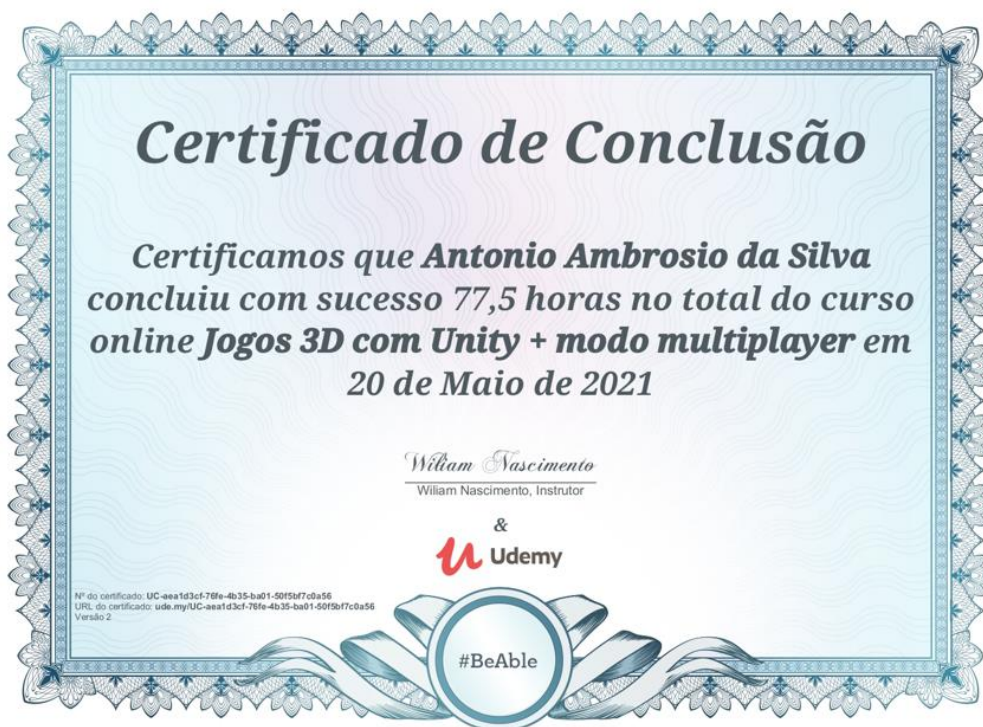 Certificado de Conclusão
Certificamos que Antonio Ambrosio da Silva
concluiu com sucesso 77,5 horas no total do curso
online Jogos 3D com Unity + modo multiplayer em
20 de Maio de 2021
Wiliam Nascimento
Wiliam Nascimento, Instrutor
&
Udemy
Nº do certificado: UC-aea1d3cf-76fe-4b35-ba01-50f5bf7c0a56
URL do certificado: ude.my/UC-aea1d3cf-76fe-4b35-ba01-50f5bf7c0a56
Versão 2
#BeAble